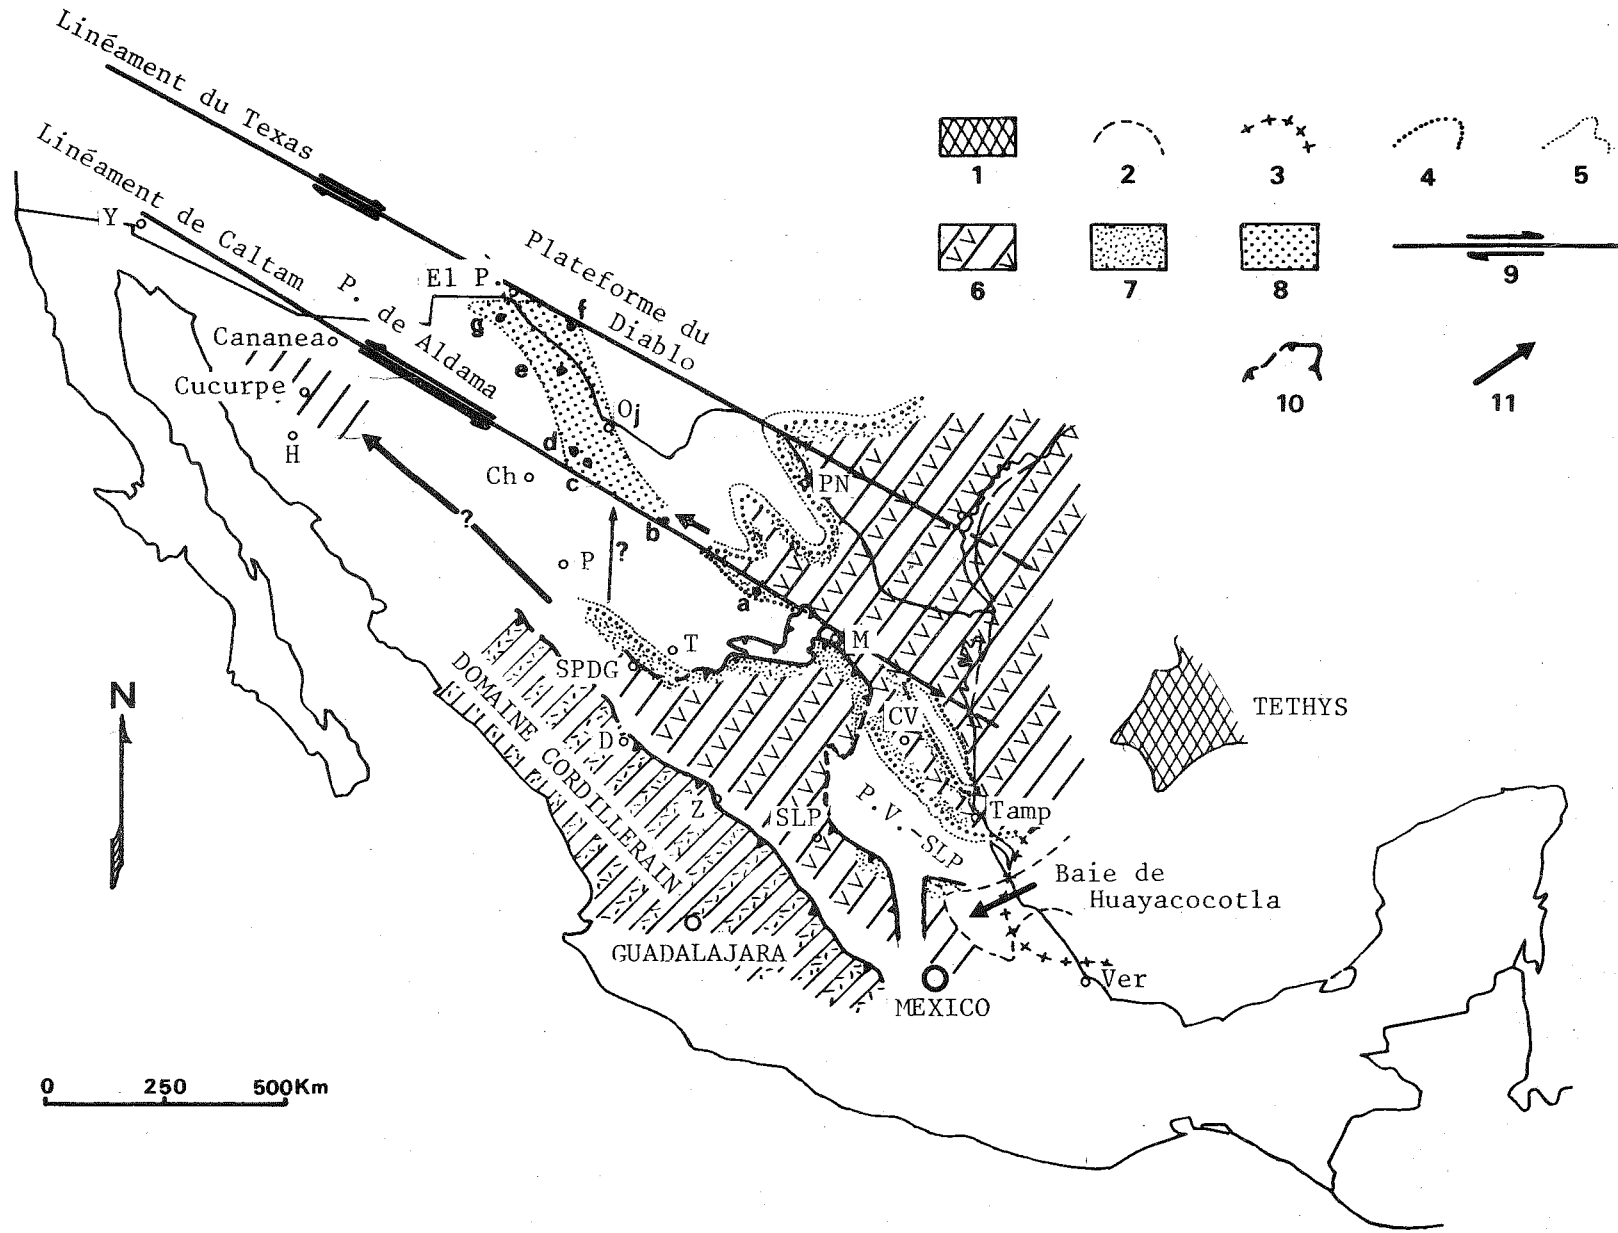 Linéament du Texas
Linéament de Caltam
Y
P. de Aldama
El P.
Plateforme du
Diablo
1
2
3
4
5
6
7
8
9
10
11
Cananea
Cucurpe
H
g
f
e
d
c
b
a
Oj
Ch
PN
P
?
?
T
M
SPDG
DOMAINE CORDILLERAIN
D
Z
CV
SLP
P.V.-SLP
Tamp
TETHYS
N
Baie de
Huayacocotla
GUADALAJARA
MEXICO
Ver
0 250 500Km